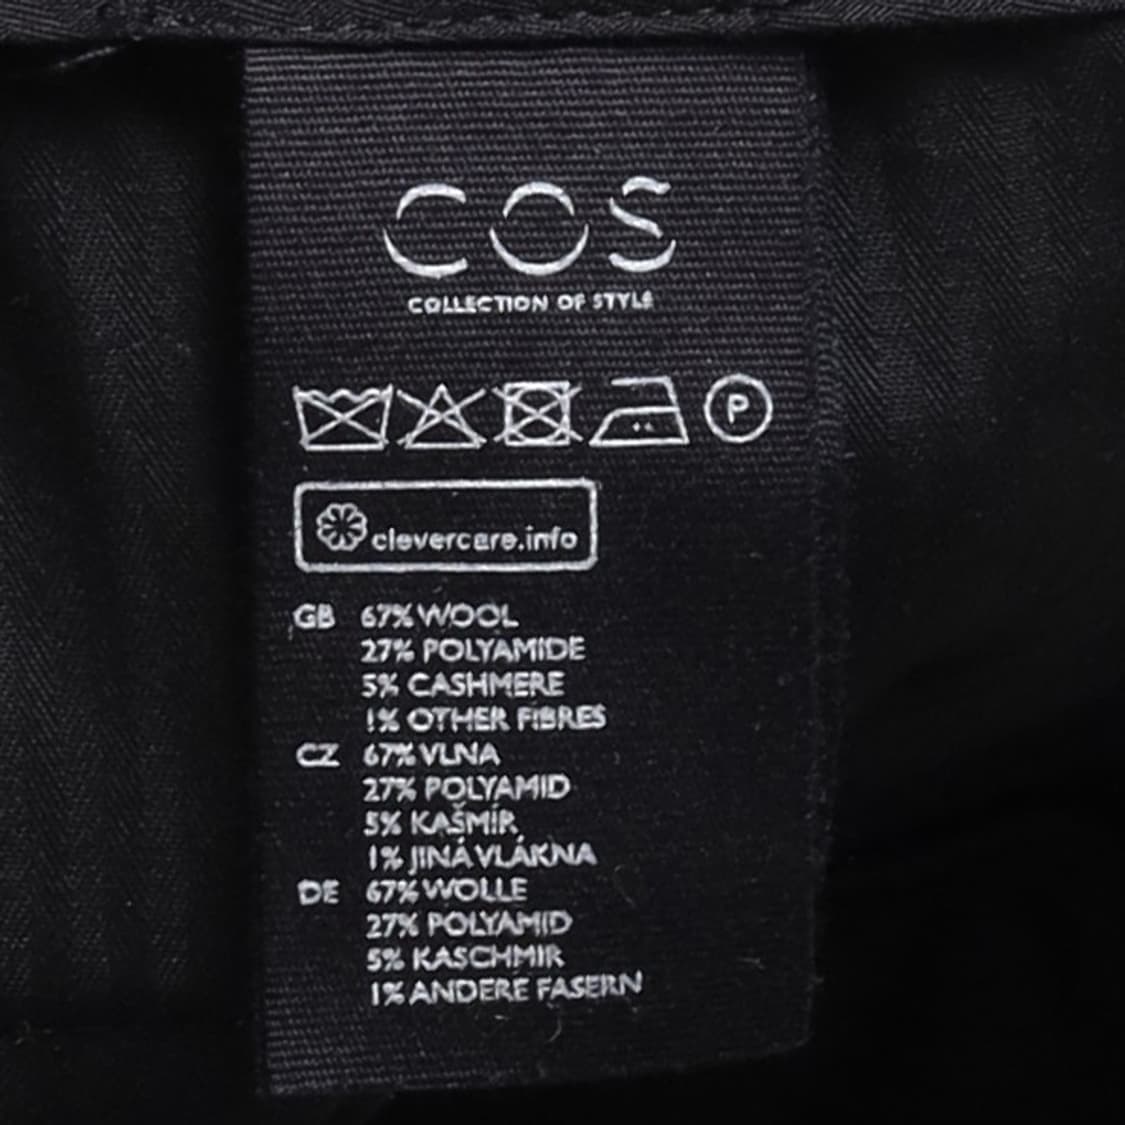 COS
COLLECTION OF STYLE
P
clevercare.info
GB 67% WOOL
27% POLYAMIDE
5% CASHMERE
1% OTHER FIBRES
CZ 67% VLNA
27% POLYAMID
5% KAŠMÍR
1% JINÁ VLÁKNA
DE 67% WOLLE
27% POLYAMID
5% KASCHMIR
1% ANDERE FASERN